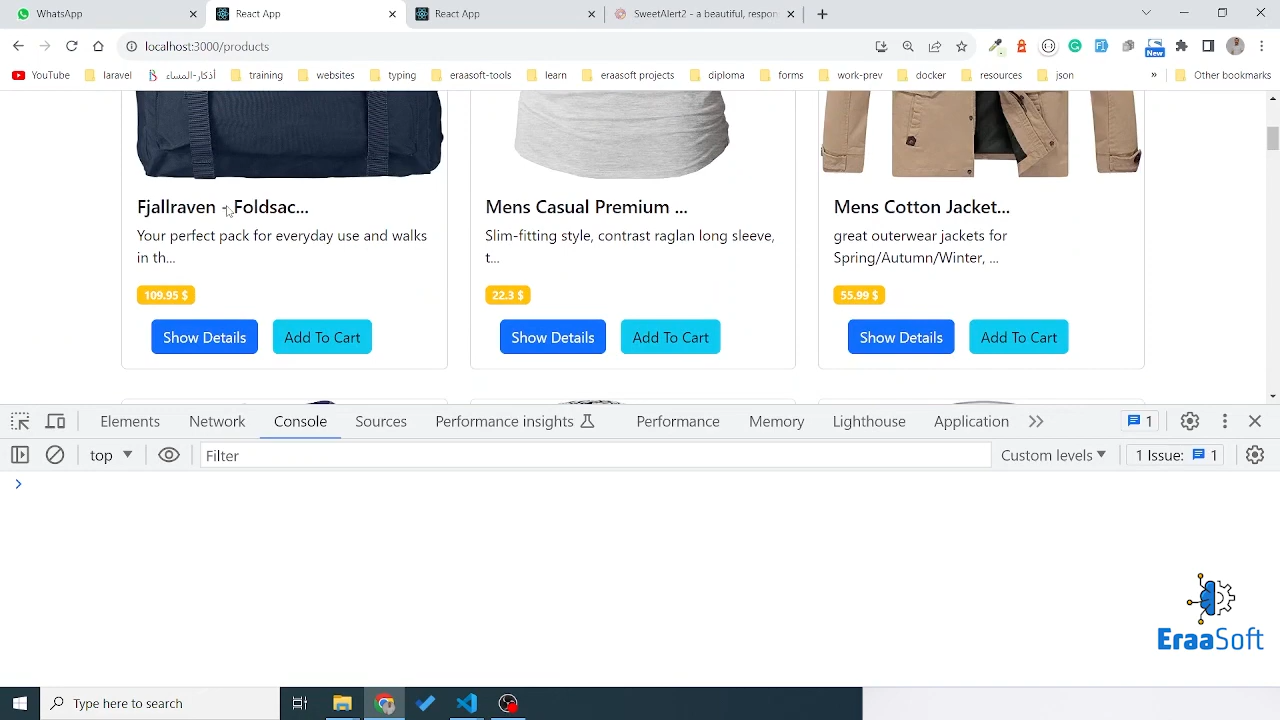 WhatsApp
React App
React App
SweetAlert2 - a beautiful, respon
localhost:3000/products
New
YouTube
laravel
أذكار-المساء
training
websites
typing
eraasoft-tools
learn
eraasoft projects
diploma
forms
work-prev
docker
resources
json
»
Other bookmarks
Fjallraven - Foldsac...
Your perfect pack for everyday use and walks
in th...
109.95 $
Show Details
Add To Cart
Mens Casual Premium ...
Slim-fitting style, contrast raglan long sleeve,
t...
22.3 $
Show Details
Add To Cart
Mens Cotton Jacket...
great outerwear jackets for
Spring/Autumn/Winter, ...
55.99 $
Show Details
Add To Cart
Elements
Network
Console
Sources
Performance insights
Performance
Memory
Lighthouse
Application
1
top
Filter
Custom levels
1 Issue: 1
EraaSoft
Type here to search